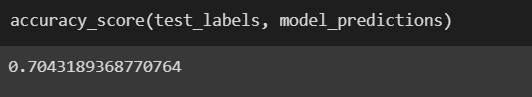 accuracy_score(test_labels, model_predictions)
0.7043189368770764